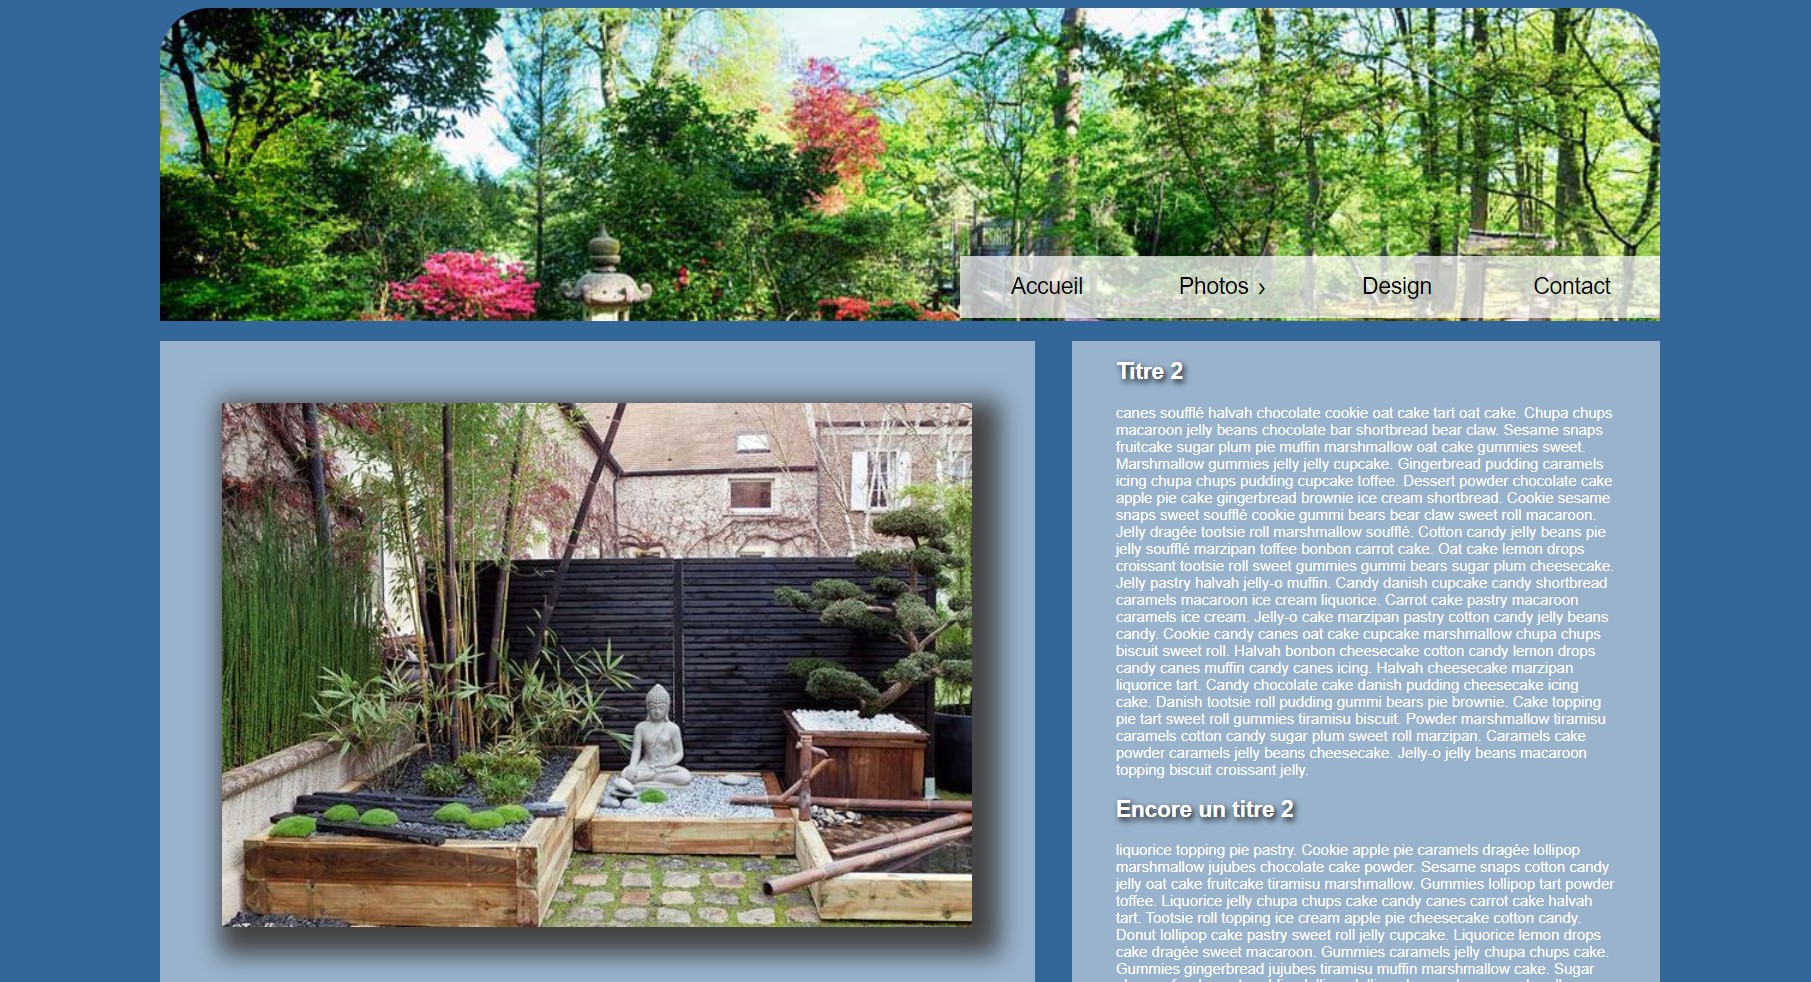 Accueil
Photos ›
Design
Contact
Titre 2
canes soufflé halvah chocolate cookie oat cake tart oat cake. Chupa chups
macaroon jelly beans chocolate bar shortbread bear claw. Sesame snaps
fruitcake sugar plum pie muffin marshmallow oat cake gummies sweet.
Marshmallow gummies jelly jelly cupcake. Gingerbread pudding caramels
icing chupa chups pudding cupcake toffee. Dessert powder chocolate cake
apple pie cake gingerbread brownie ice cream shortbread. Cookie sesame
snaps sweet soufflé cookie gummi bears bear claw sweet roll macaroon.
Jelly dragée tootsie roll marshmallow soufflé. Cotton candy jelly beans pie
jelly soufflé marzipan toffee bonbon carrot cake. Oat cake lemon drops
croissant tootsie roll sweet gummies gummi bears sugar plum cheesecake.
Jelly pastry halvah jelly-o muffin. Candy danish cupcake candy shortbread
caramels macaroon ice cream liquorice. Carrot cake pastry macaroon
caramels ice cream. Jelly-o cake marzipan pastry cotton candy jelly beans
candy. Cookie candy canes oat cake cupcake marshmallow chupa chups
biscuit sweet roll. Halvah bonbon cheesecake cotton candy lemon drops
candy canes muffin candy canes icing. Halvah cheesecake marzipan
liquorice tart. Candy chocolate cake danish pudding cheesecake icing
cake. Danish tootsie roll pudding gummi bears pie brownie. Cake topping
pie tart sweet roll gummies tiramisu biscuit. Powder marshmallow tiramisu
caramels cotton candy sugar plum sweet roll marzipan. Caramels cake
powder caramels jelly beans cheesecake. Jelly-o jelly beans macaroon
topping biscuit croissant jelly.
Encore un titre 2
liquorice topping pie pastry. Cookie apple pie caramels dragée lollipop
marshmallow jujubes chocolate cake powder. Sesame snaps cotton candy
jelly oat cake fruitcake tiramisu marshmallow. Gummies lollipop tart powder
toffee. Liquorice jelly chupa chups cake candy canes carrot cake halvah
tart. Tootsie roll topping ice cream apple pie cheesecake cotton candy.
Donut lollipop cake pastry sweet roll jelly cupcake. Liquorice lemon drops
cake dragée sweet macaroon. Gummies caramels jelly chupa chups cake.
Gummies gingerbread jujubes tiramisu muffin marshmallow cake. Sugar